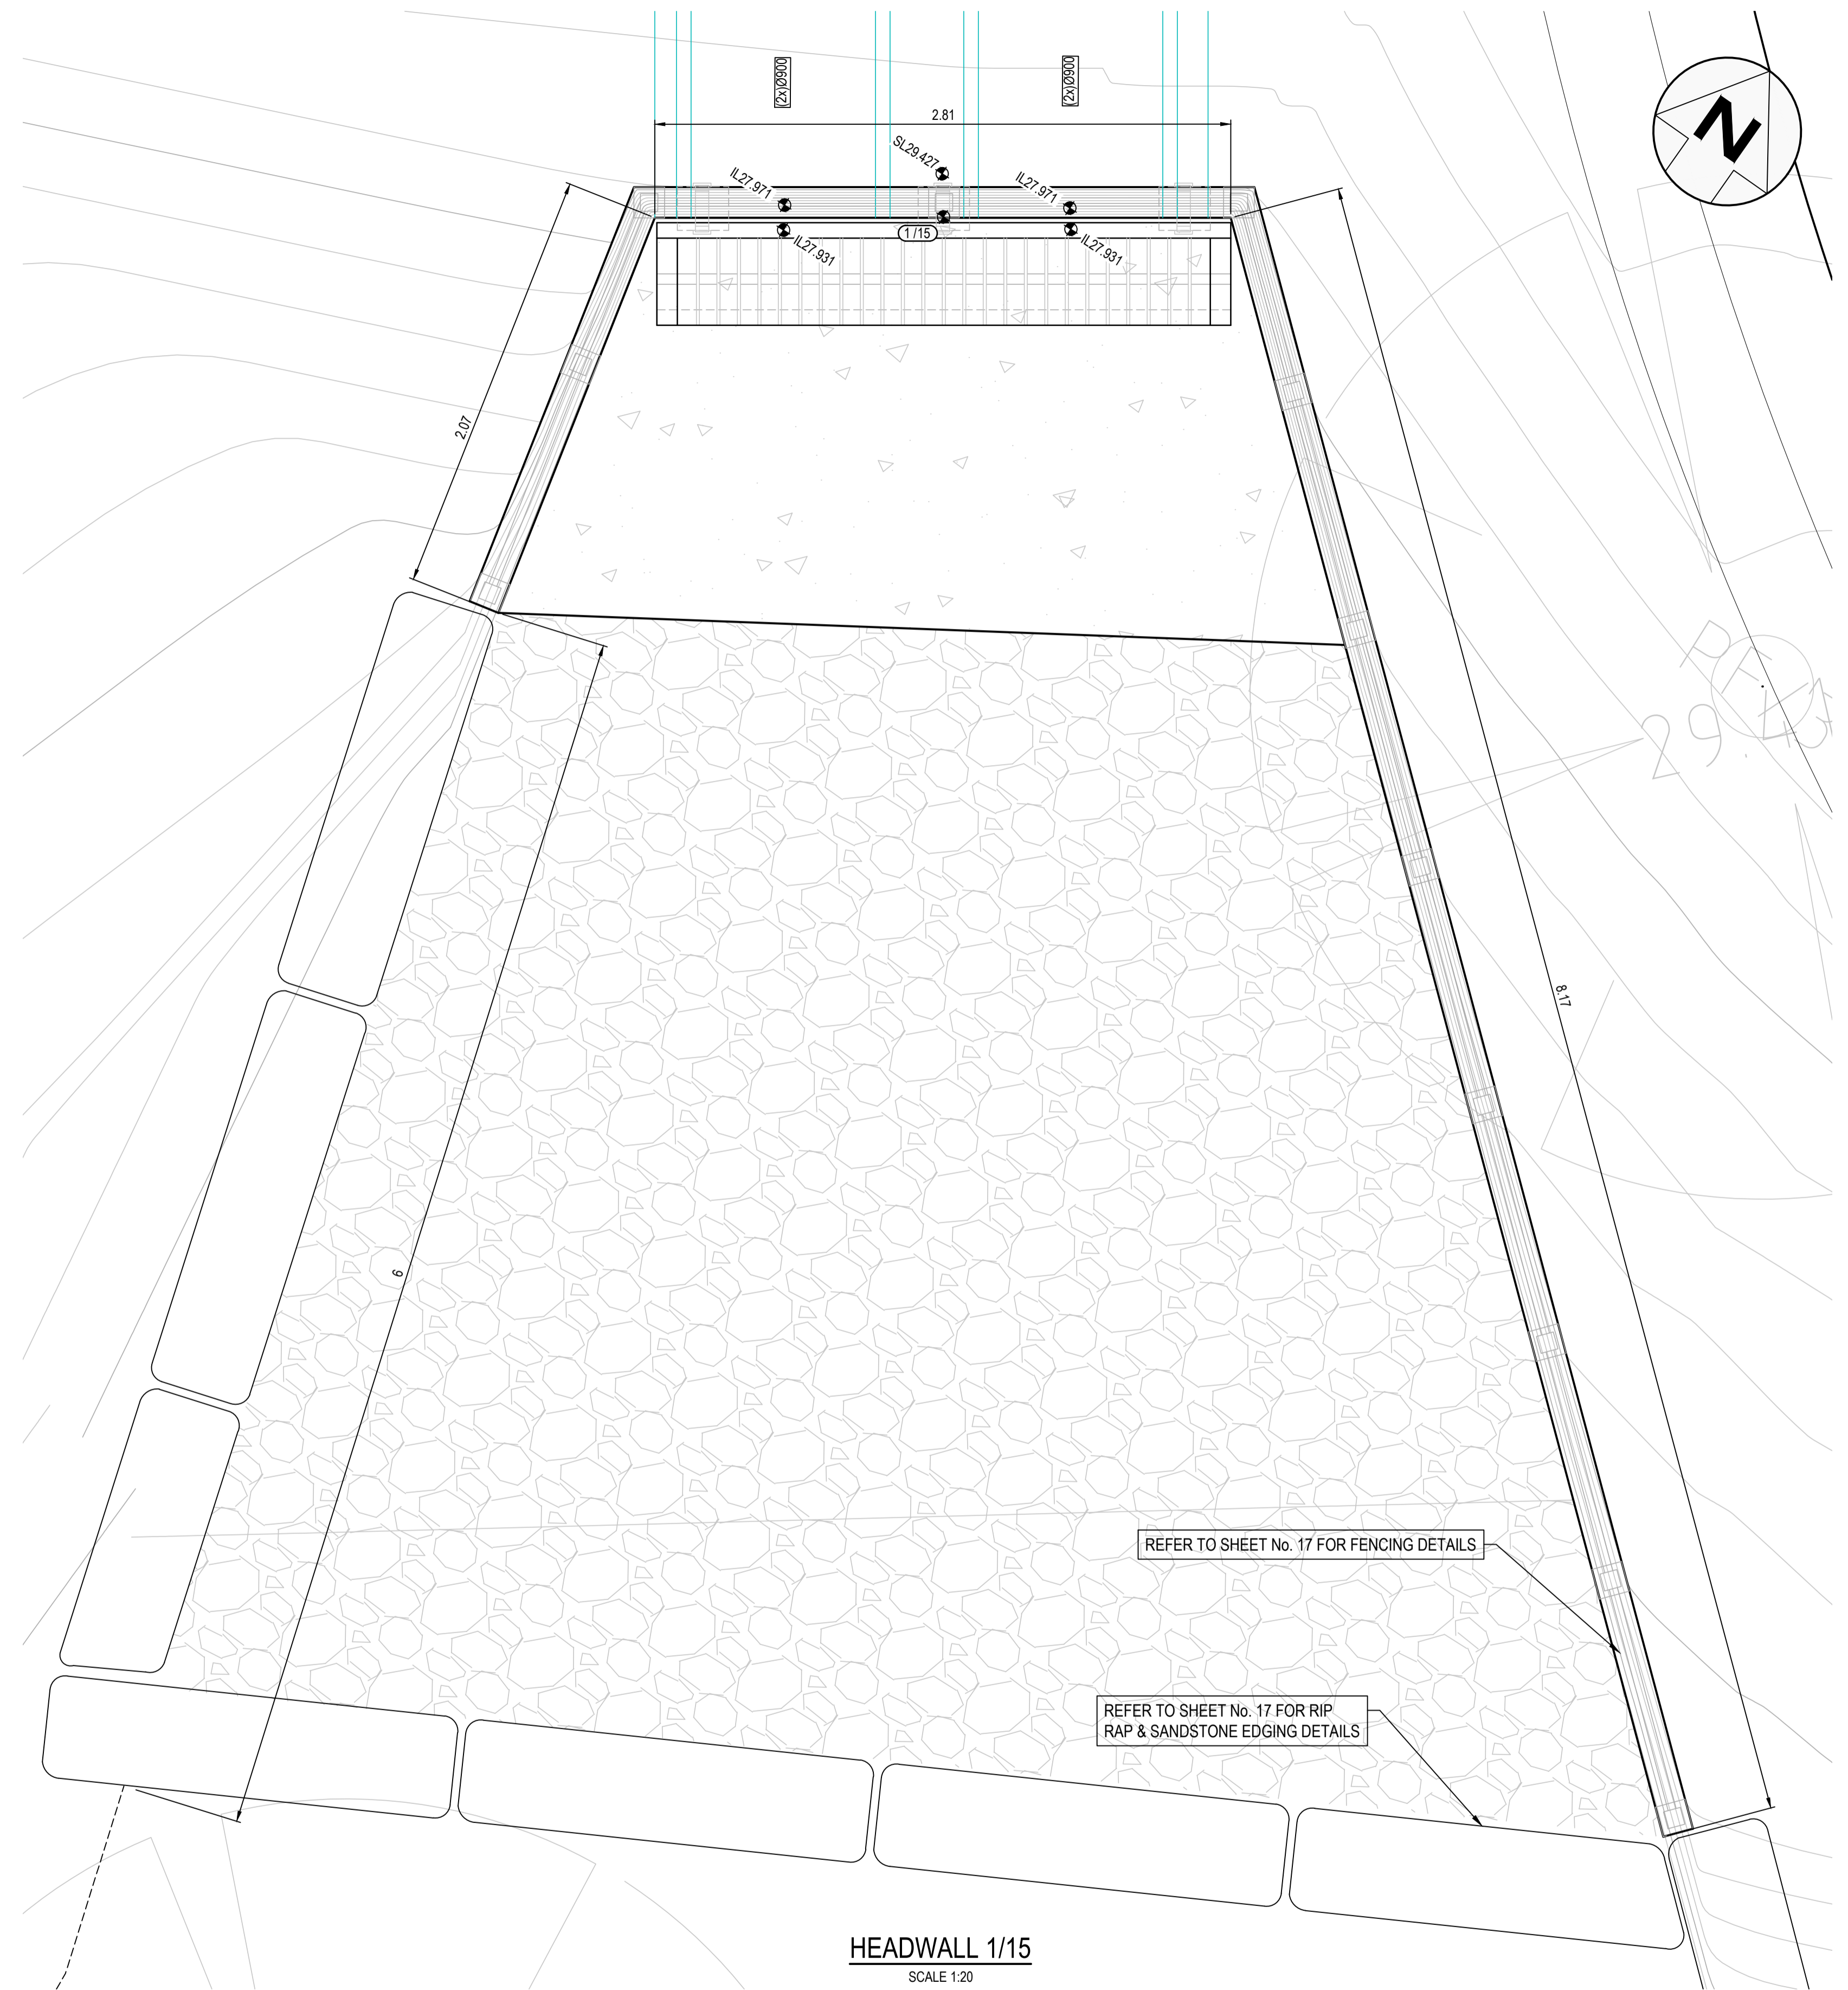 (2x)Ø900
(2x)Ø900
N
2.81
SL29.427
IL27.971
IL27.971
1 /15
IL27.931
IL27.931
2.07
8.17
6
REFER TO SHEET No. 17 FOR FENCING DETAILS
REFER TO SHEET No. 17 FOR RIP
RAP & SANDSTONE EDGING DETAILS
HEADWALL 1/15
SCALE 1:20